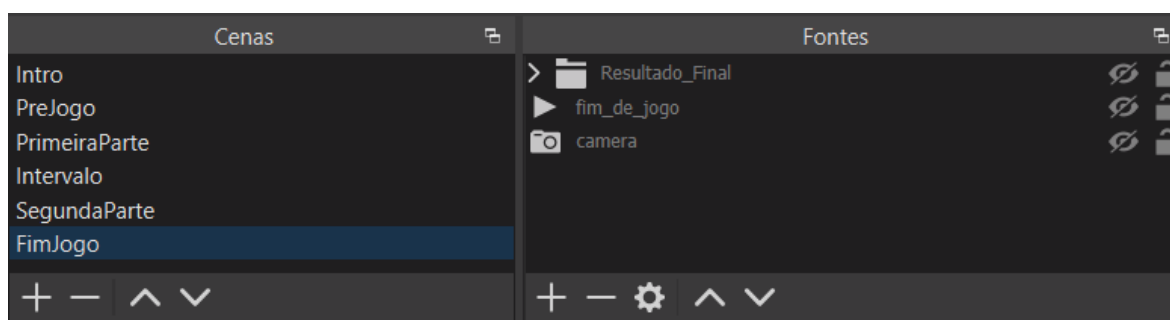 Cenas
Intro
PreJogo
PrimeiraParte
Intervalo
SegundaParte
FimJogo
Fontes
Resultado_Final
fim_de_jogo
camera